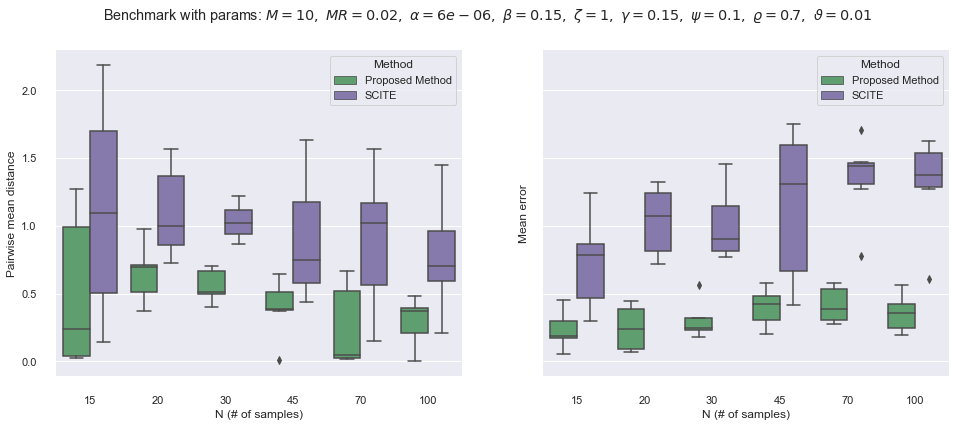 Benchmark with params: M = 10, MR = 0.02, α = 6e − 06, β = 0.15, ζ = 1, γ = 0.15, ψ = 0.1, ϱ = 0.7, ϑ = 0.01
Pairwise mean distance
2.0
1.5
1.0
0.5
0.0
Method
Proposed Method
SCITE
15 20 30 45 70 100
N (# of samples)
Mean error
Method
Proposed Method
SCITE
15 20 30 45 70 100
N (# of samples)